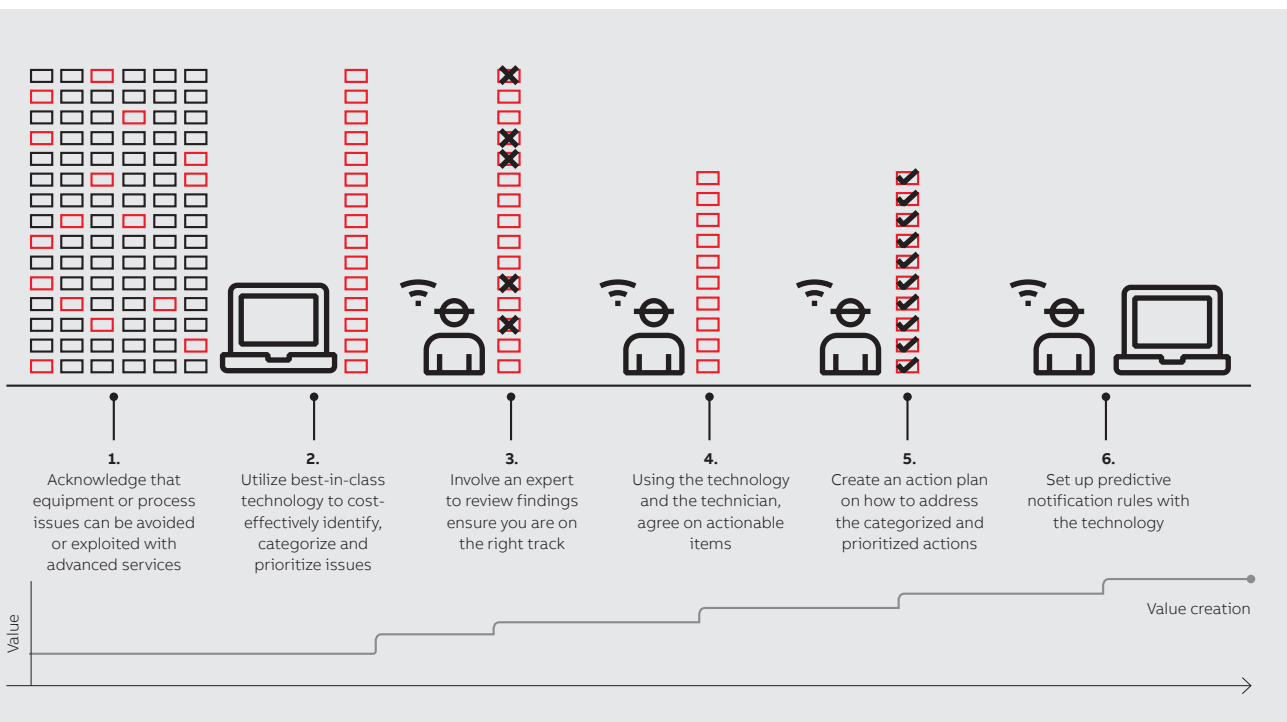 1.
Acknowledge that
equipment or process
issues can be avoided
or exploited with
advanced services
2.
Utilize best-in-class
technology to cost-
effectively identify,
categorize and
prioritize issues
3.
Involve an expert
to review findings
ensure you are on
the right track
4.
Using the technology
and the technician,
agree on actionable
items
5.
Create an action plan
on how to address
the categorized and
prioritized actions
6.
Set up predictive
notification rules with
the technology
Value
Value creation